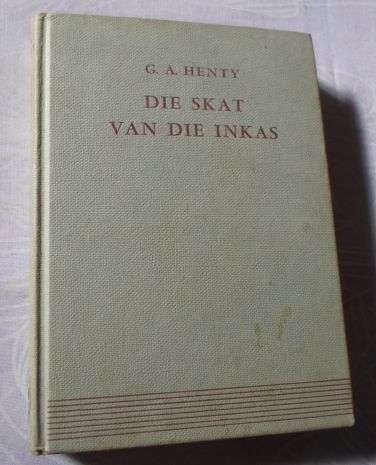 G. A. HENTY
DIE SKAT
VAN DIE INKAS